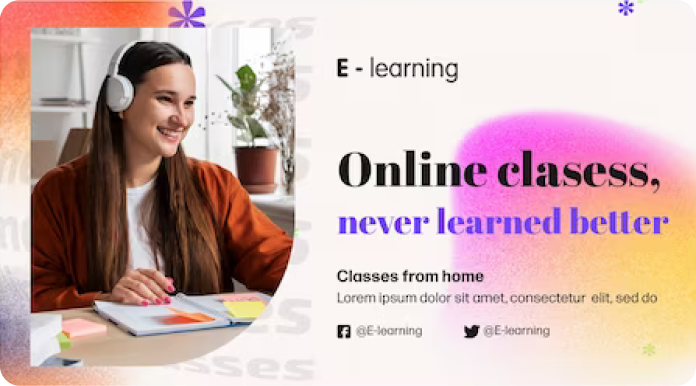 E - learning
Online clasess,
never learned better
Classes from home
Lorem ipsum dolor sit amet, consectetur elit, sed do
@E-learning @E-learning